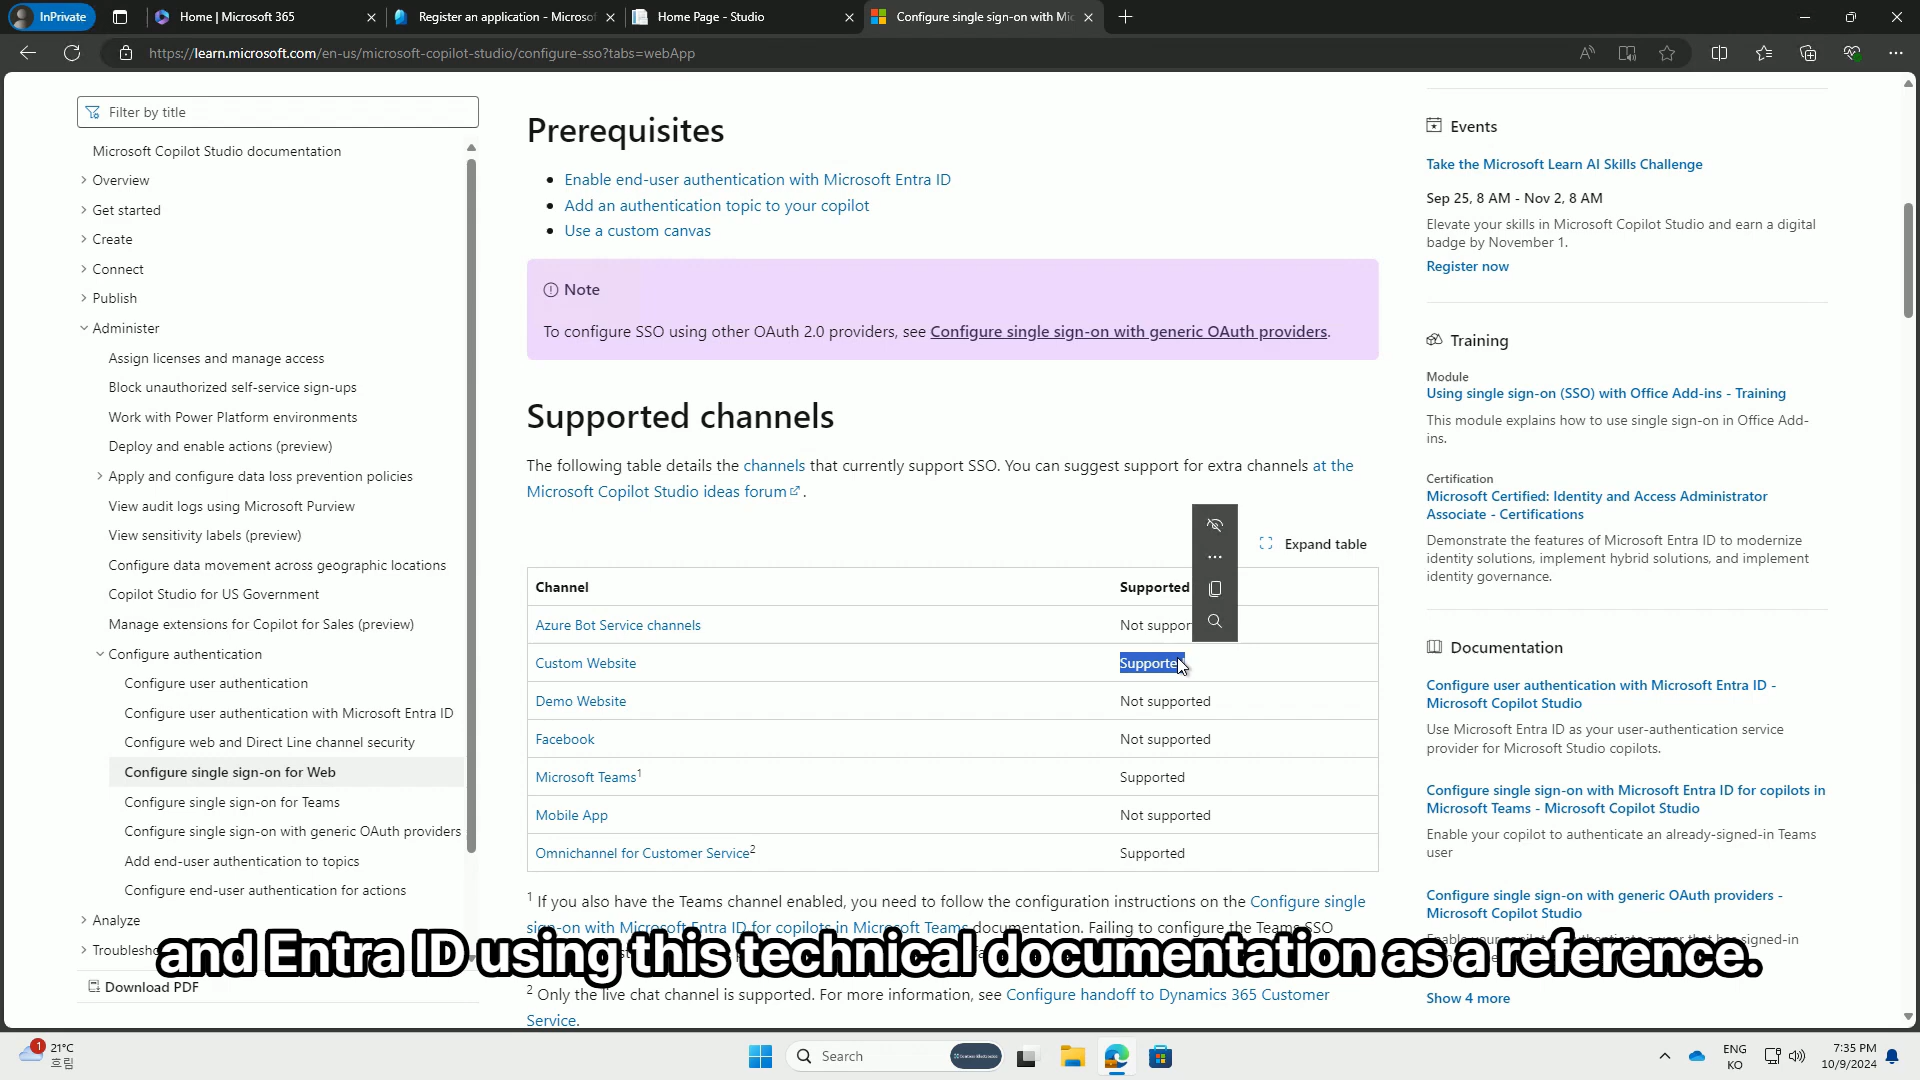 InPrivate
Home | Microsoft 365
Register an application - Microsof
Home Page - Studio
Configure single sign-on with Mic
https://learn.microsoft.com/en-us/microsoft-copilot-studio/configure-sso?tabs=webApp
Filter by title
Microsoft Copilot Studio documentation
Overview
Get started
Create
Connect
Publish
Administer
Assign licenses and manage access
Block unauthorized self-service sign-ups
Work with Power Platform environments
Deploy and enable actions (preview)
Apply and configure data loss prevention policies
View audit logs using Microsoft Purview
View sensitivity labels (preview)
Configure data movement across geographic locations
Copilot Studio for US Government
Manage extensions for Copilot for Sales (preview)
Configure authentication
Configure user authentication
Configure user authentication with Microsoft Entra ID
Configure web and Direct Line channel security
Configure single sign-on for Web
Configure single sign-on for Teams
Configure single sign-on with generic OAuth providers
Add end-user authentication to topics
Configure end-user authentication for actions
Analyze
Troublesho
Download PDF
Prerequisites
Enable end-user authentication with Microsoft Entra ID
Add an authentication topic to your copilot
Use a custom canvas
Note
To configure SSO using other OAuth 2.0 providers, see Configure single sign-on with generic OAuth providers.
Supported channels
The following table details the channels that currently support SSO. You can suggest support for extra channels at the
Microsoft Copilot Studio ideas forum.
Expand table
Channel Supported
Azure Bot Service channels Not suppor
Custom Website Supported
Demo Website Not supported
Facebook Not supported
Microsoft Teams1 Supported
Mobile App Not supported
Omnichannel for Customer Service2 Supported
1 If you also have the Teams channel enabled, you need to follow the configuration instructions on the Configure single
sign-on with Microsoft Entra ID for copilots in Microsoft Teams documentation. Failing to configure the Teams SSO
and Entra ID using this technical documentation as a reference.
2 Only the live chat channel is supported. For more information, see Configure handoff to Dynamics 365 Customer
Service.
Events
Take the Microsoft Learn AI Skills Challenge
Sep 25, 8 AM - Nov 2, 8 AM
Elevate your skills in Microsoft Copilot Studio and earn a digital
badge by November 1.
Register now
Training
Module
Using single sign-on (SSO) with Office Add-ins - Training
This module explains how to use single sign-on in Office Add-
ins.
Certification
Microsoft Certified: Identity and Access Administrator
Associate - Certifications
Demonstrate the features of Microsoft Entra ID to modernize
identity solutions, implement hybrid solutions, and implement
identity governance.
Documentation
Configure user authentication with Microsoft Entra ID -
Microsoft Copilot Studio
Use Microsoft Entra ID as your user-authentication service
provider for Microsoft Studio copilots.
Configure single sign-on with Microsoft Entra ID for copilots in
Microsoft Teams - Microsoft Copilot Studio
Enable your copilot to authenticate an already-signed-in Teams
user
Configure single sign-on with generic OAuth providers -
Microsoft Copilot Studio
Show 4 more
1
21°C
흐림
Search
ENG
KO
7:35 PM
10/9/2024